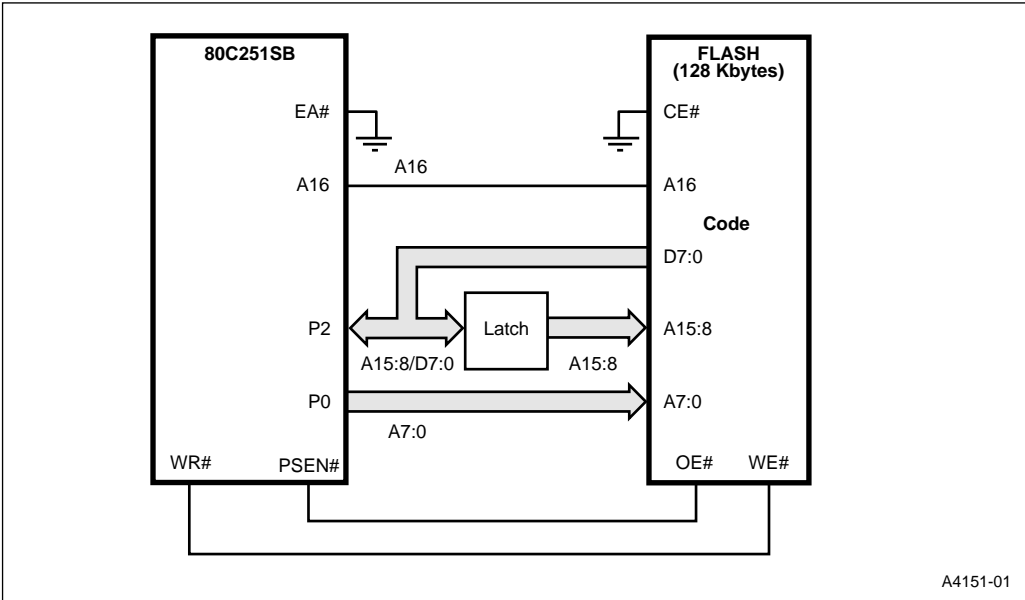 80C251SB
FLASH
(128 Kbytes)
EA#
CE#
A16
A16
A16
Code
D7:0
P2
Latch
A15:8
A15:8/D7:0
A15:8
P0
A7:0
A7:0
WR#
PSEN#
OE#
WE#
A4151-01